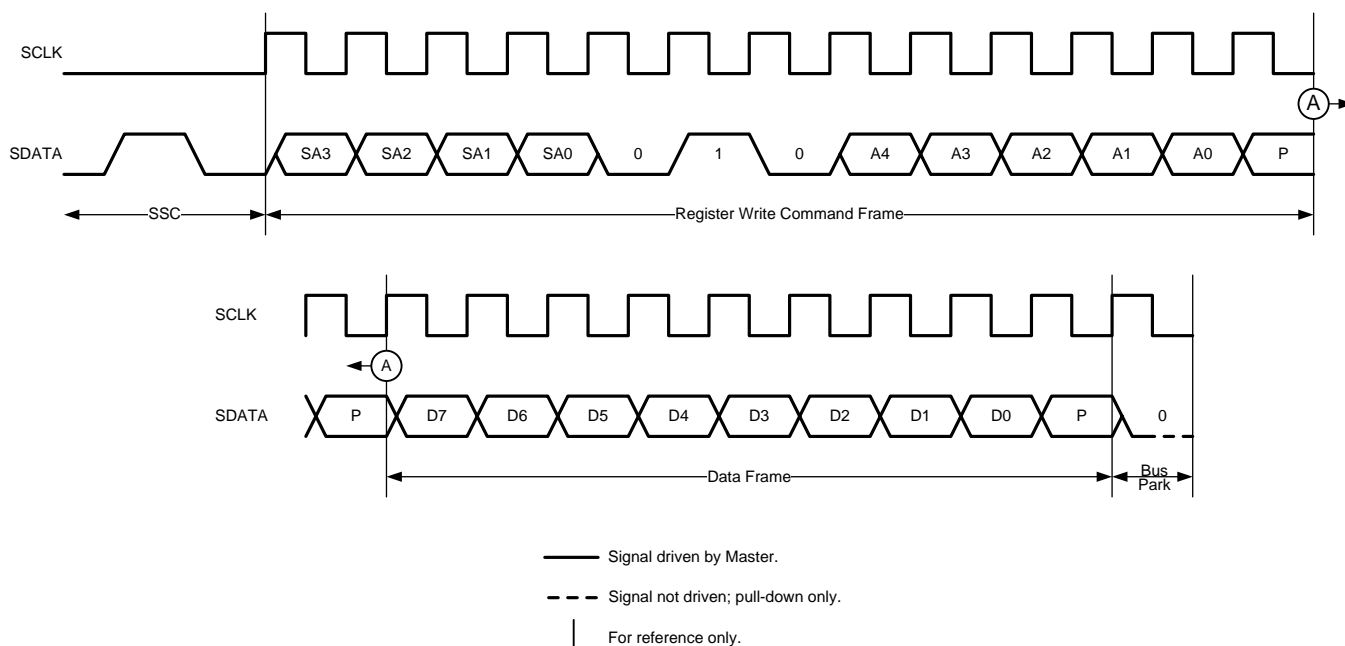 SCLK
A
SDATA SA3 SA2 SA1 SA0 0 1 0 A4 A3 A2 A1 A0 P
SSC Register Write Command Frame
SCLK
A
SDATA P D7 D6 D5 D4 D3 D2 D1 D0 P 0
Data Frame Bus
Park
Signal driven by Master.
Signal not driven; pull-down only.
For reference only.